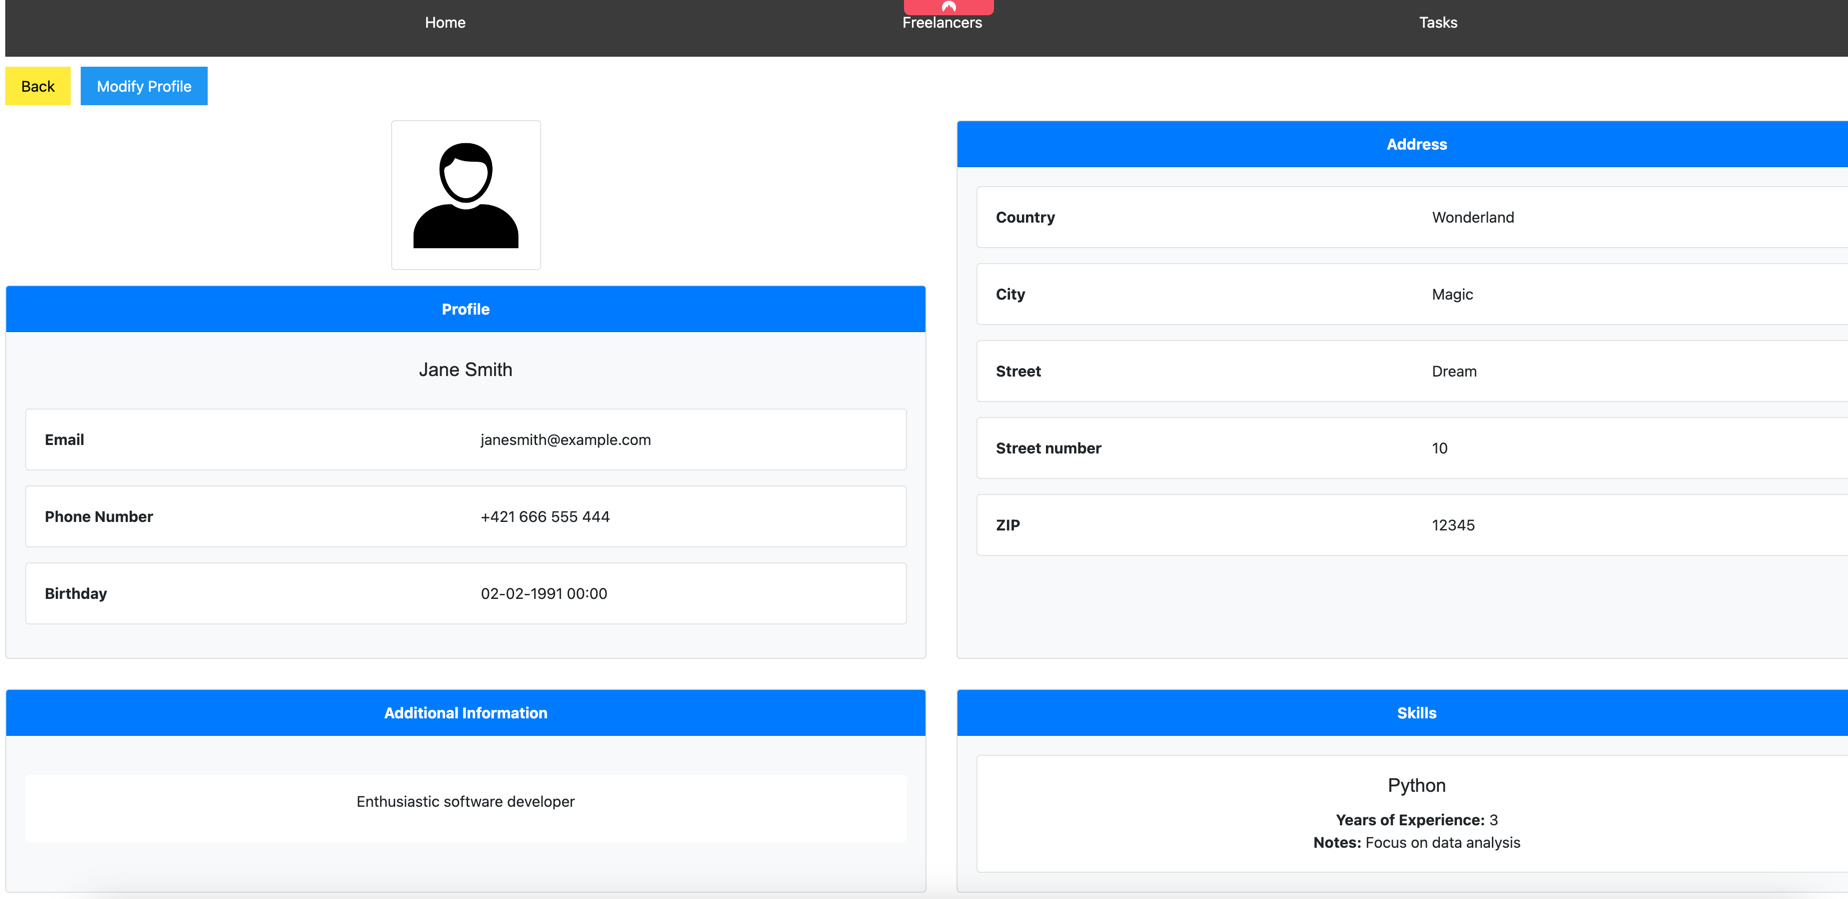 Home Freelancers Tasks
Back Modify Profile
Profile
Jane Smith
Email janesmith@example.com
Phone Number +421 666 555 444
Birthday 02-02-1991 00:00
Address
Country Wonderland
City Magic
Street Dream
Street number 10
ZIP 12345
Additional Information
Enthusiastic software developer
Skills
Python
Years of Experience: 3
Notes: Focus on data analysis